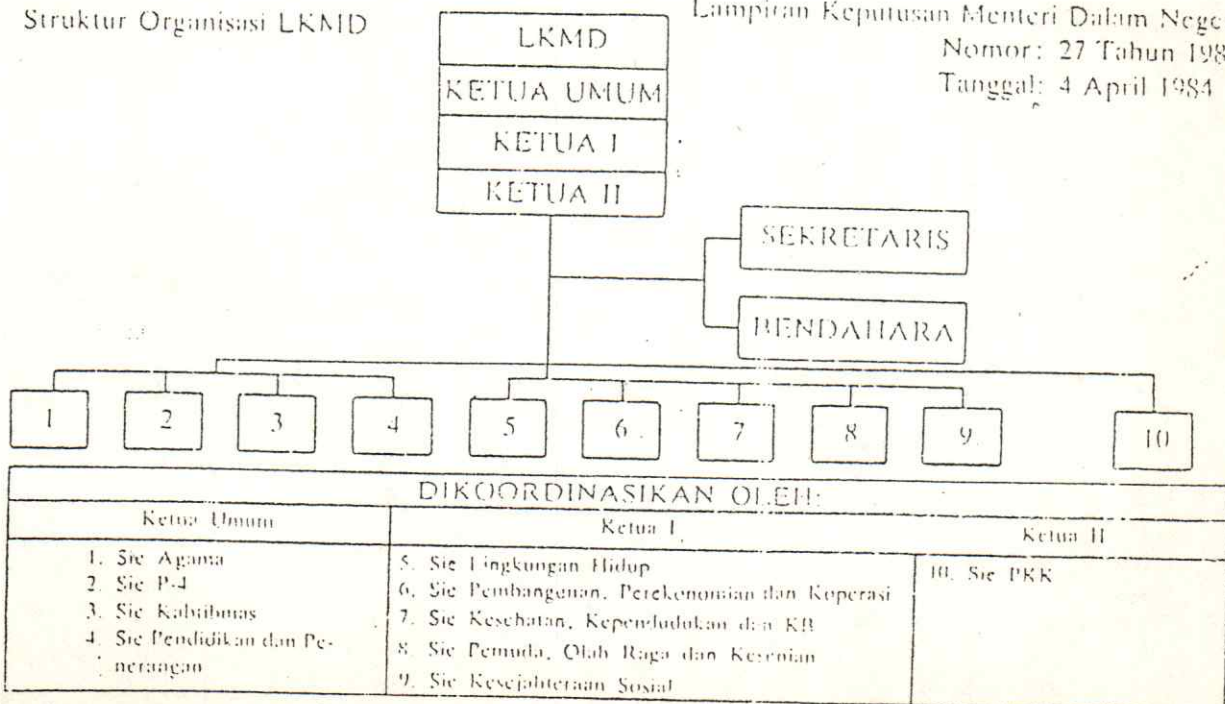 Struktur Organisasi LKMD
Lampiran Keputusan Menteri Dalam Nege
Nomor: 27 Tahun 198
Tanggal: 4 April 1984
LKMD
KETUA UMUM
KETUA I
KETUA II
SEKRETARIS
BENDAHARA
1 2 3 4 5 6 7 8 9 10
DIKOORDINASIKAN OLEH:
Ketua Umum
1. Sie Agama
2. Sie P-4
3. Sie Kabtibmas
4. Sie Pendidikan dan Pe-
nerangan
Ketua I
5. Sie Lingkungan Hidup
6. Sie Pembangunan, Perekonomian dan Koperasi
7. Sie Kesehatan, Kependudukan dan KB
8. Sie Pemuda, Olah Raga dan Kesenian
9. Sie Kesejahteraan Sosial
Ketua II
10. Sie PKK